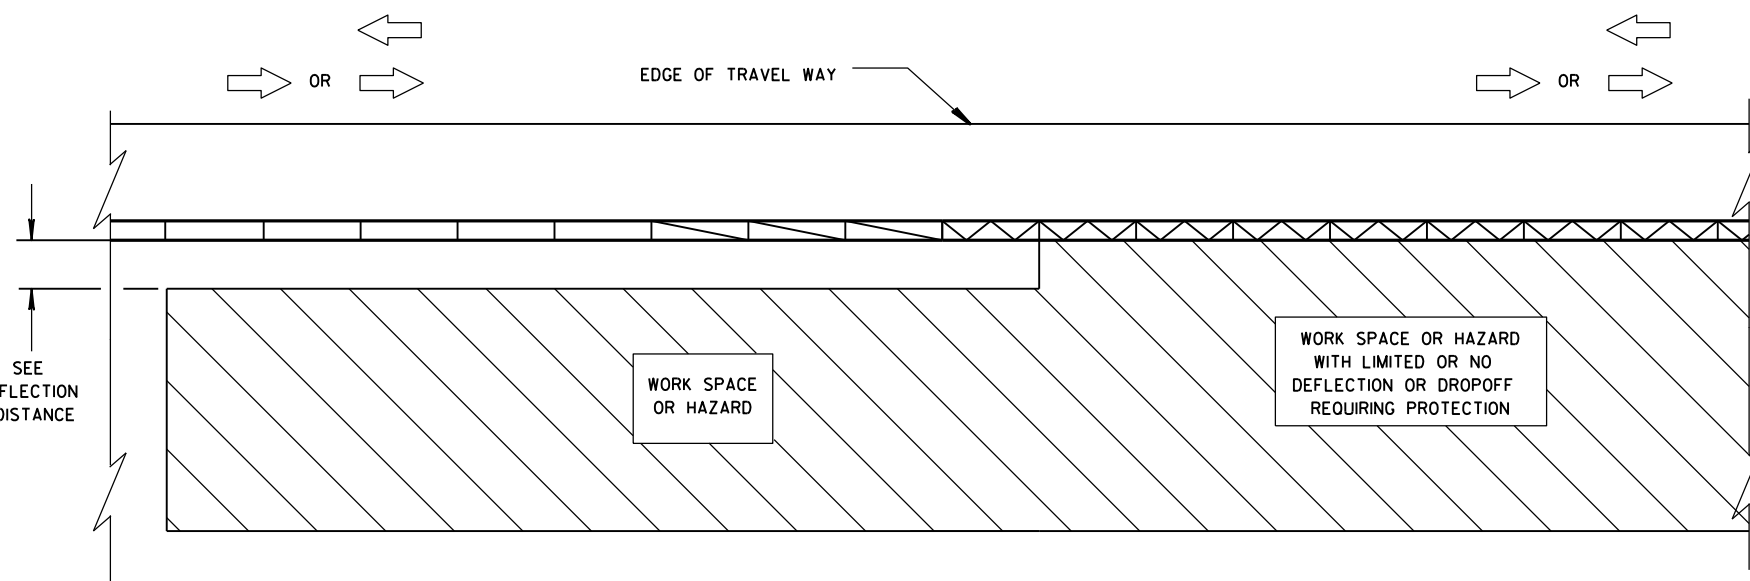 OR
EDGE OF TRAVEL WAY
OR
SEE
FLECTION
DISTANCE
WORK SPACE
OR HAZARD
WORK SPACE OR HAZARD
WITH LIMITED OR NO
DEFLECTION OR DROPOFF
REQUIRING PROTECTION